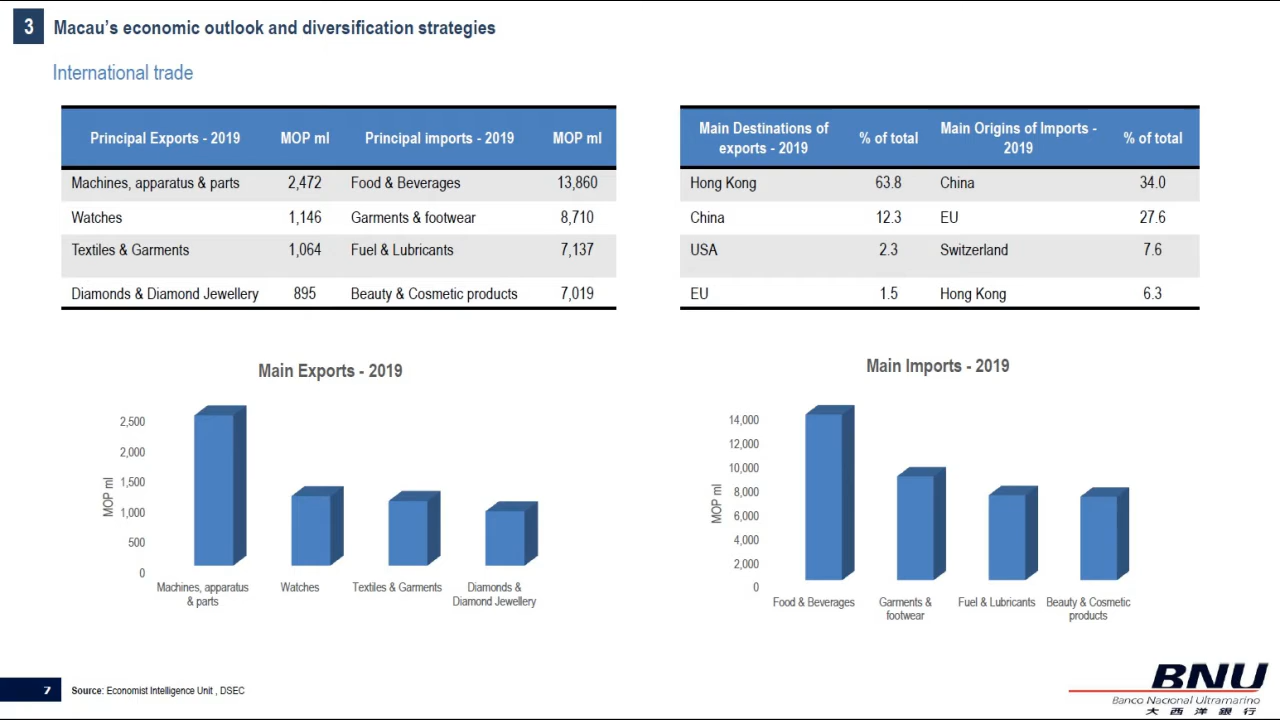 3
Macau's economic outlook and diversification strategies
International trade
Principal Exports - 2019 MOP ml Principal imports - 2019 MOP ml
Machines, apparatus & parts 2,472 Food & Beverages 13,860
Watches 1,146 Garments & footwear 8,710
Textiles & Garments 1,064 Fuel & Lubricants 7,137
Diamonds & Diamond Jewellery 895 Beauty & Cosmetic products 7,019
Main Destinations of
exports - 2019
% of total
Main Origins of Imports -
2019
% of total
Hong Kong 63.8 China 34.0
China 12.3 EU 27.6
USA 2.3 Switzerland 7.6
EU 1.5 Hong Kong 6.3
Main Exports - 2019
MOP ml
2,500
2,000
1,500
1,000
500
0
Machines, apparatus
& parts
Watches
Textiles & Garments
Diamonds &
Diamond Jewellery
Main Imports - 2019
MOP ml
14,000
12,000
10,000
8,000
6,000
4,000
2,000
0
Food & Beverages
Garments &
footwear
Fuel & Lubricants
Beauty & Cosmetic
products
7
Source: Economist Intelligence Unit , DSEC
BNU
Banco Nacional Ultramarino
大西洋銀行